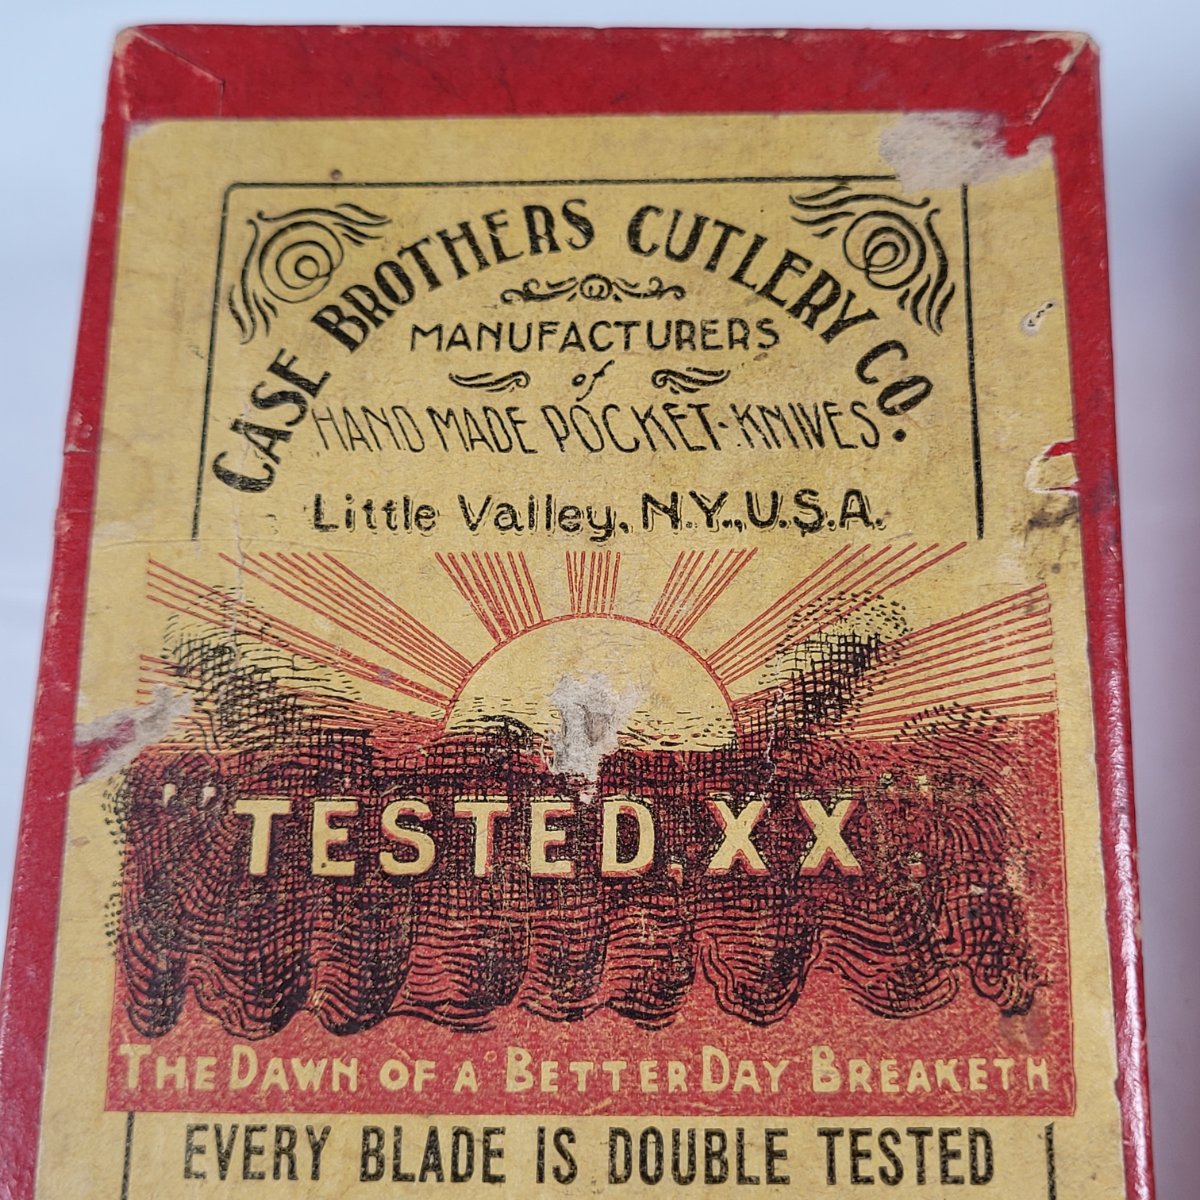 CASE BROTHERS CUTLERY CO.
MANUFACTURERS
of
HAND MADE POCKET-KNIVES.
Little Valley, N.Y., U.S.A.
"TESTED.XX".
THE DAWN OF A BETTER DAY BREAKETH
EVERY BLADE IS DOUBLE TESTED